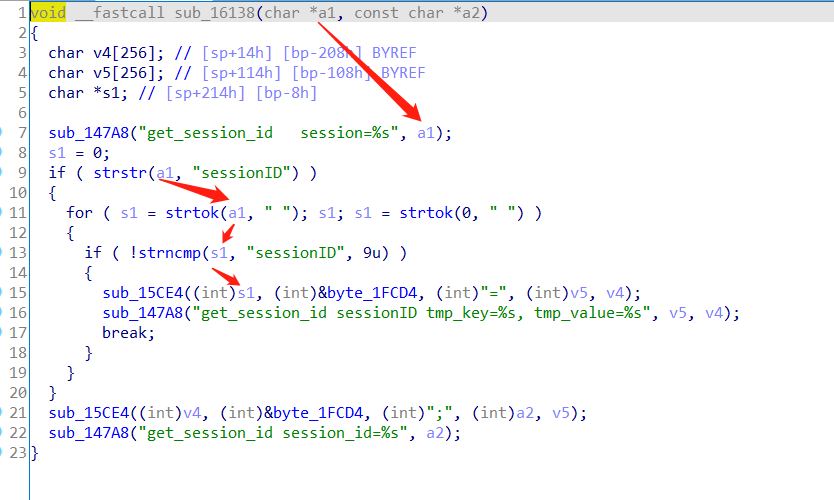 1 void __fastcall sub_16138(char *a1, const char *a2)
2 {
3 char v4[256]; // [sp+14h] [bp-208h] BYREF
4 char v5[256]; // [sp+114h] [bp-108h] BYREF
5 char *s1; // [sp+214h] [bp-8h]
6
7 sub_147A8("get_session_id   session=%s", a1);
8 s1 = 0;
9 if ( strstr(a1, "sessionID") )
10 {
11 for ( s1 = strtok(a1, " "); s1; s1 = strtok(0, " ") )
12 {
13 if ( !strncmp(s1, "sessionID", 9u) )
14 {
15 sub_15CE4((int)s1, (int)&byte_1FCD4, (int)"=", (int)v5, v4);
16 sub_147A8("get_session_id sessionID tmp_key=%s, tmp_value=%s", v5, v4);
17 break;
18 }
19 }
20 }
21 sub_15CE4((int)v4, (int)&byte_1FCD4, (int)";", (int)a2, v5);
22 sub_147A8("get_session_id session_id=%s", a2);
23 }